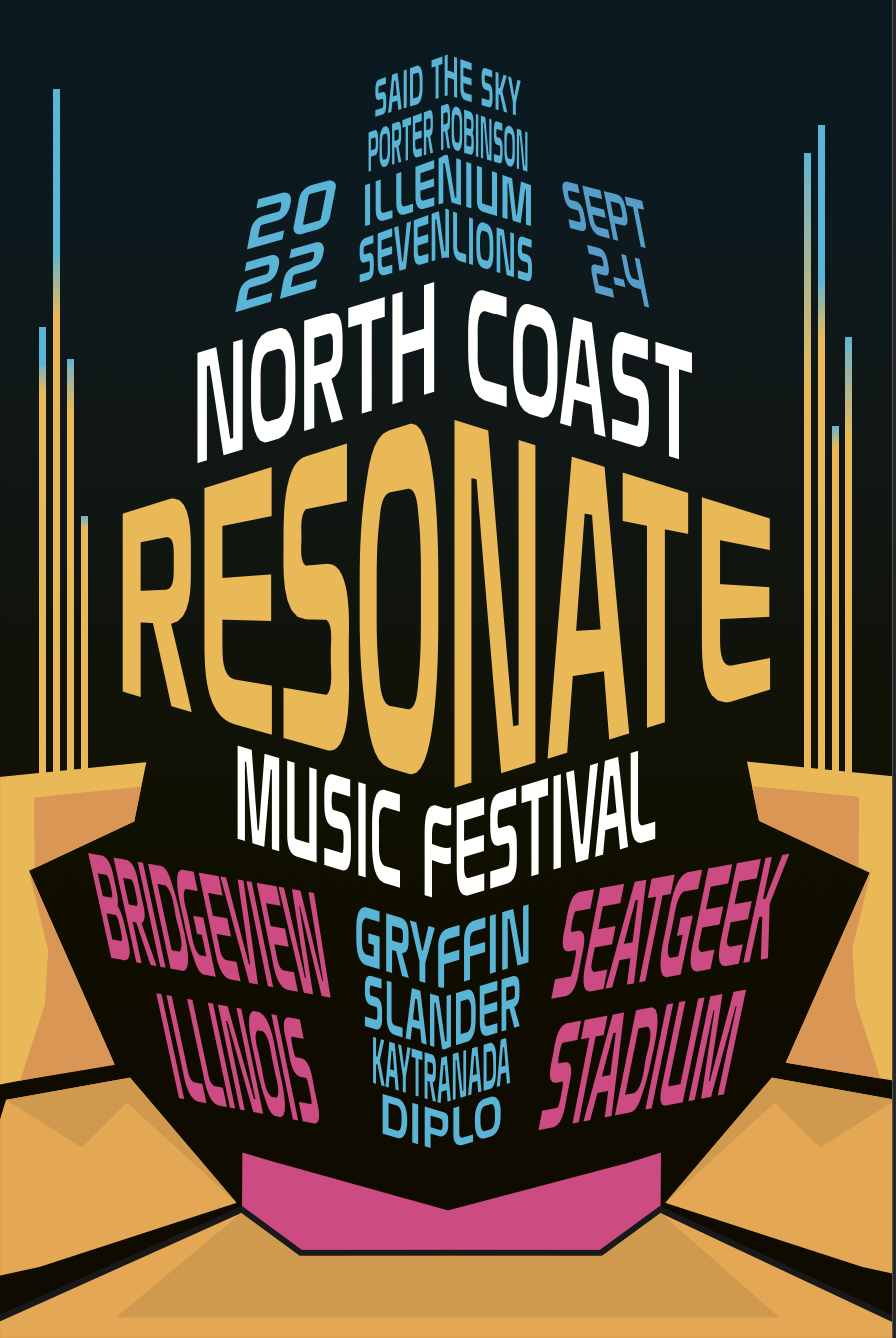 SAID THE SKY
PORTER ROBINSON
ILLENIUM
SEVENLIONS
20
22
SEPT
2-4
NORTH COAST
RESONATE
MUSIC FESTIVAL
BRIDGEVIEW
ILLINOIS
GRYFFIN
SLANDER
KAYTRANADA
DIPLO
SEATGEEK
STADIUM